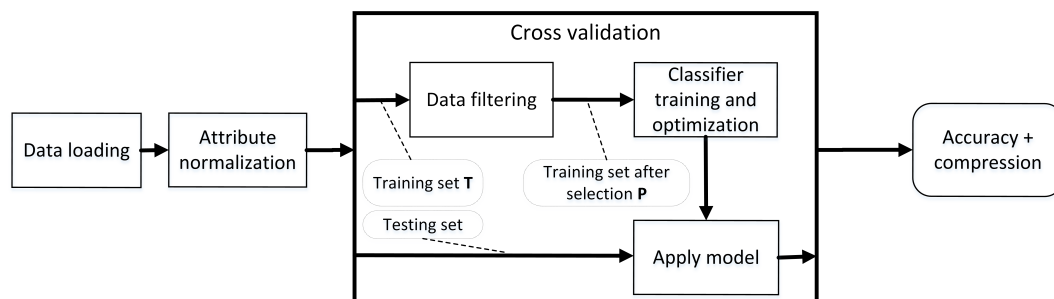 Cross validation
Data loading
Attribute
normalization
Data filtering
Classifier
training and
optimization
Training set T
Training set after
selection P
Testing set
Apply model
Accuracy +
compression